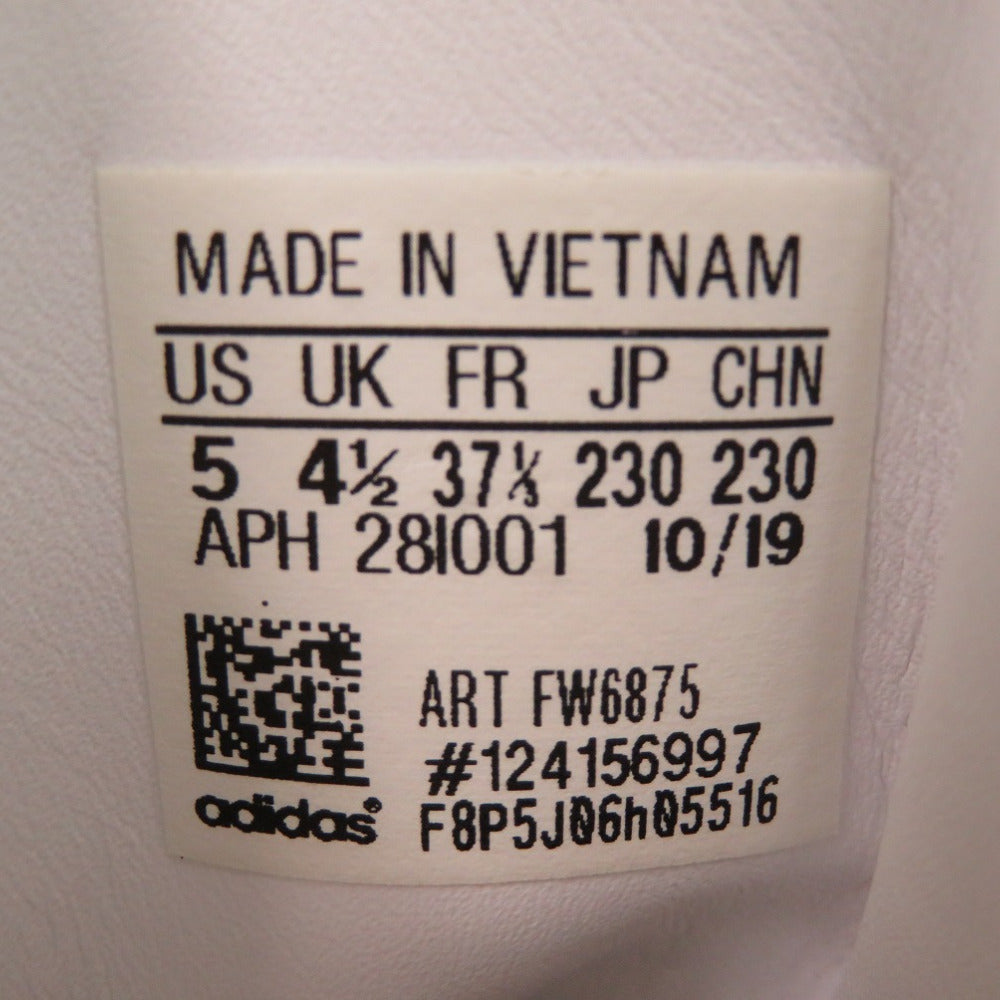 MADE IN VIETNAM
US UK FR JP CHN
5 4½ 37⅓ 230 230
APH 28I001 10/19
ART FW6875
#124156997
adidas® F8P5J06h05516